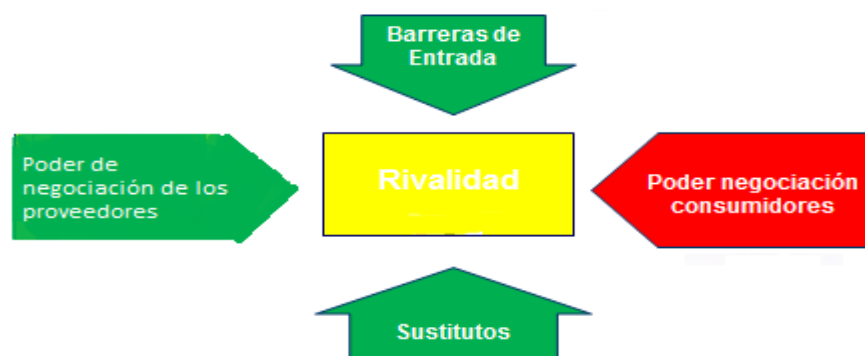 Barreras de
Entrada
Poder de
negociación de los
proveedores
Rivalidad
Poder negociación
consumidores
Sustitutos